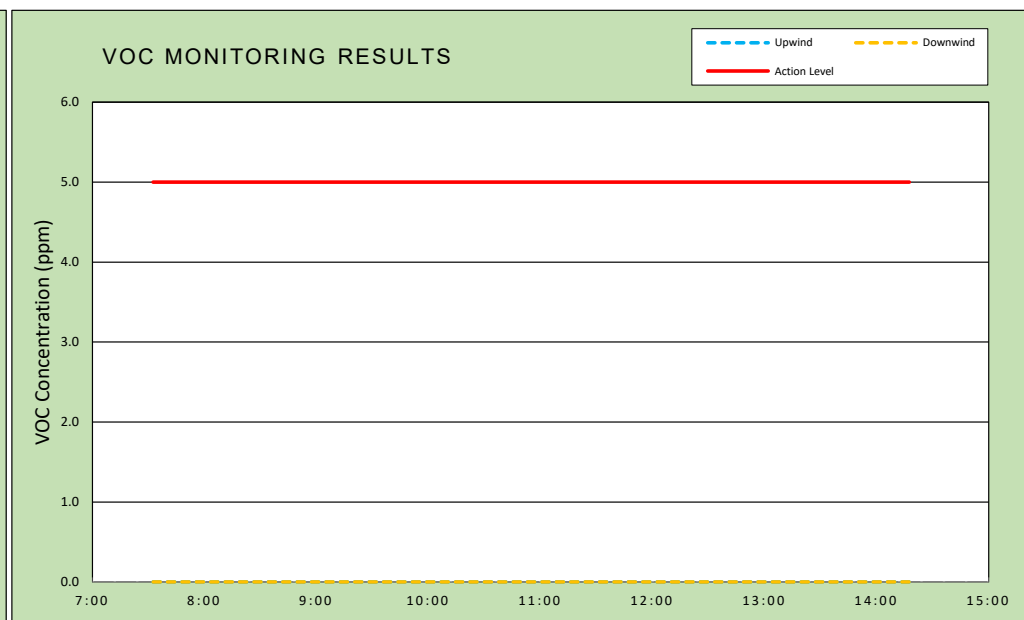 VOC MONITORING RESULTS
Upwind
Downwind
Action Level
VOC Concentration (ppm)
6.0
5.0
4.0
3.0
2.0
1.0
0.0
7:00 8:00 9:00 10:00 11:00 12:00 13:00 14:00 15:00